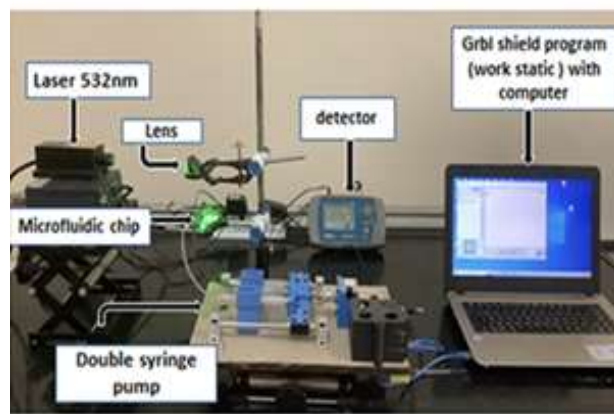 Laser 532nm
Lens
detector
Grbl shield program
(work static) with
computer
Microfluidic chip
Double syringe
pump